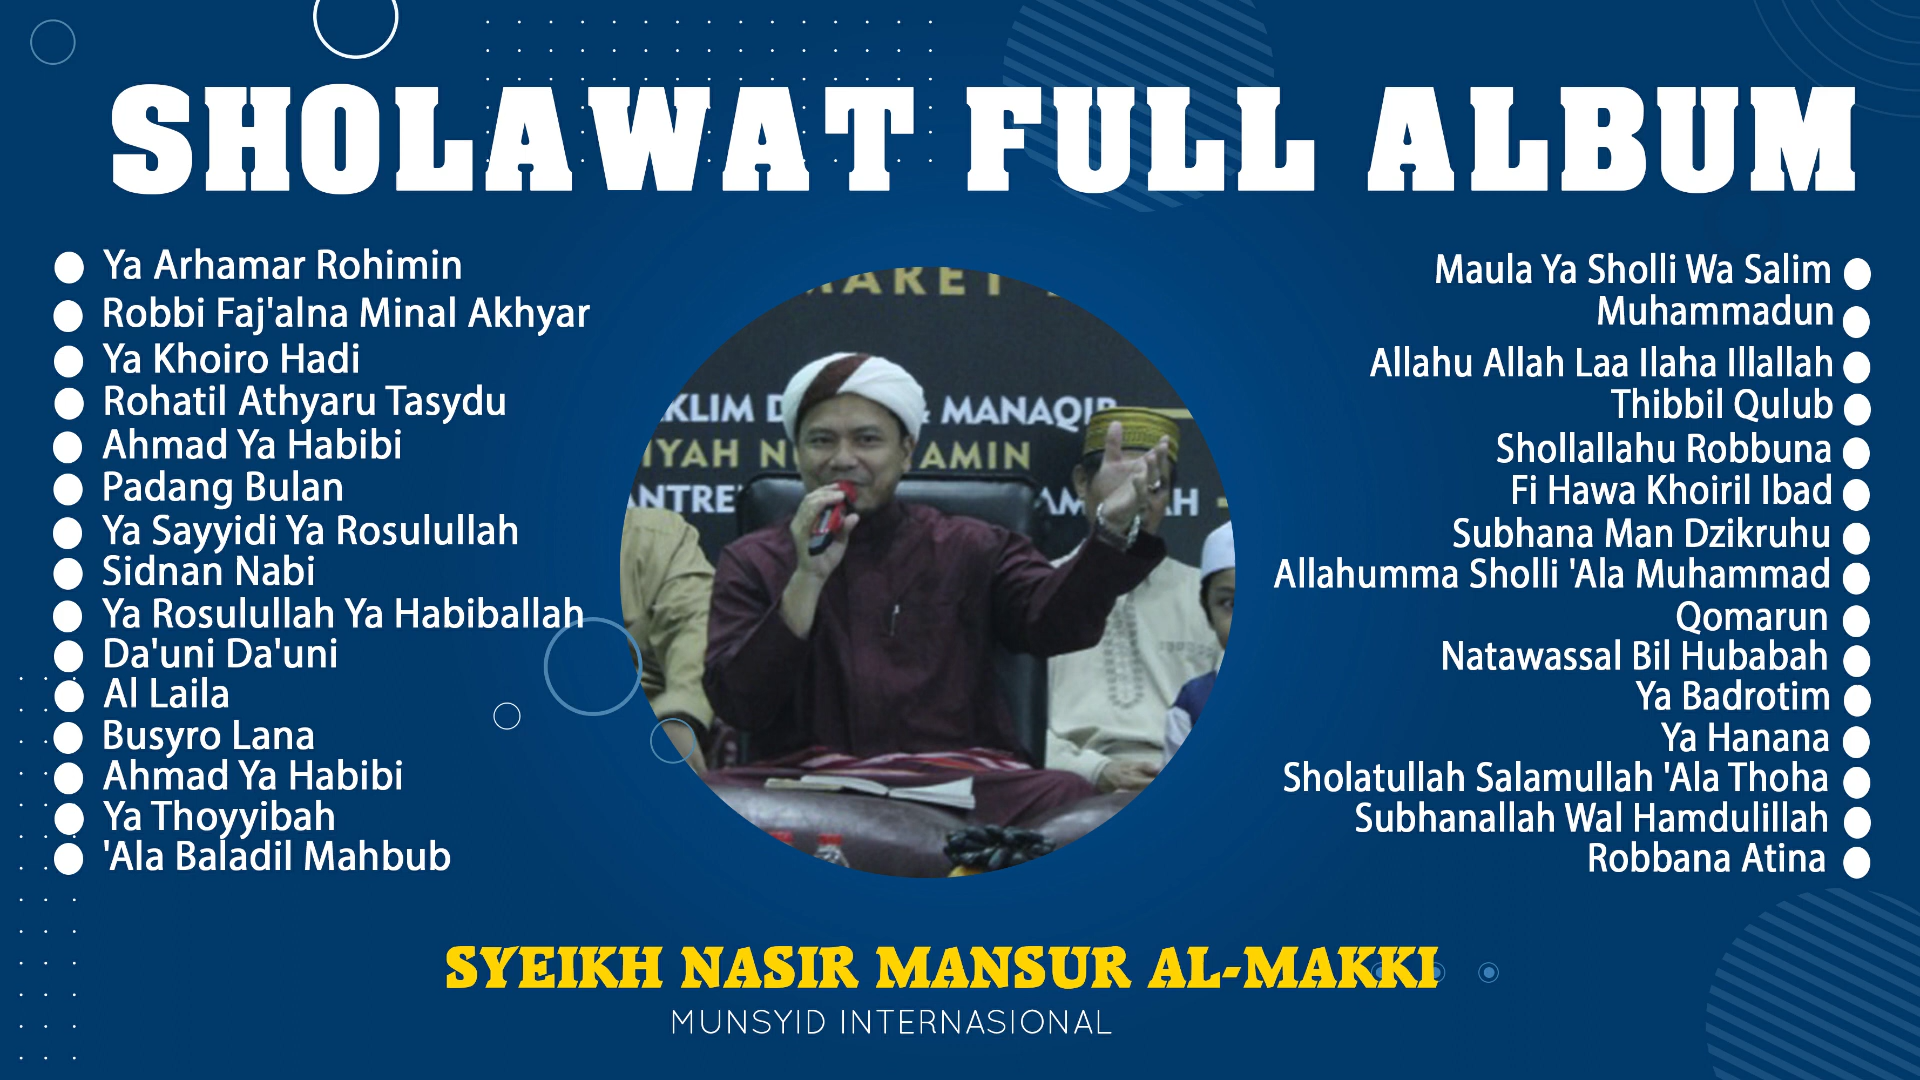 SHOLAWAT FULL ALBUM
Ya Arhamar Rohimin
Robbi Faj'alna Minal Akhyar
Ya Khoiro Hadi
Rohatil Athyaru Tasydu
Ahmad Ya Habibi
Padang Bulan
Ya Sayyidi Ya Rosulullah
Sidnan Nabi
Ya Rosulullah Ya Habiballah
Da'uni Da'uni
Al Laila
Busyro Lana
Ahmad Ya Habibi
Ya Thoyyibah
'Ala Baladil Mahbub
MANAQIB
AMIN
Maula Ya Sholli Wa Salim
Muhammadun
Allahu Allah Laa Ilaha Illallah
Thibbil Qulub
Shollallahu Robbuna
Fi Hawa Khoiril Ibad
Subhana Man Dzikruhu
Allahumma Sholli 'Ala Muhammad
Qomarun
Natawassal Bil Hubabah
Ya Badrotim
Ya Hanana
Sholatullah Salamullah 'Ala Thoha
Subhanallah Wal Hamdulillah
Robbana Atina
SYEIKH NASIR MANSUR AL-MAKKI
MUNSYID INTERNASIONAL